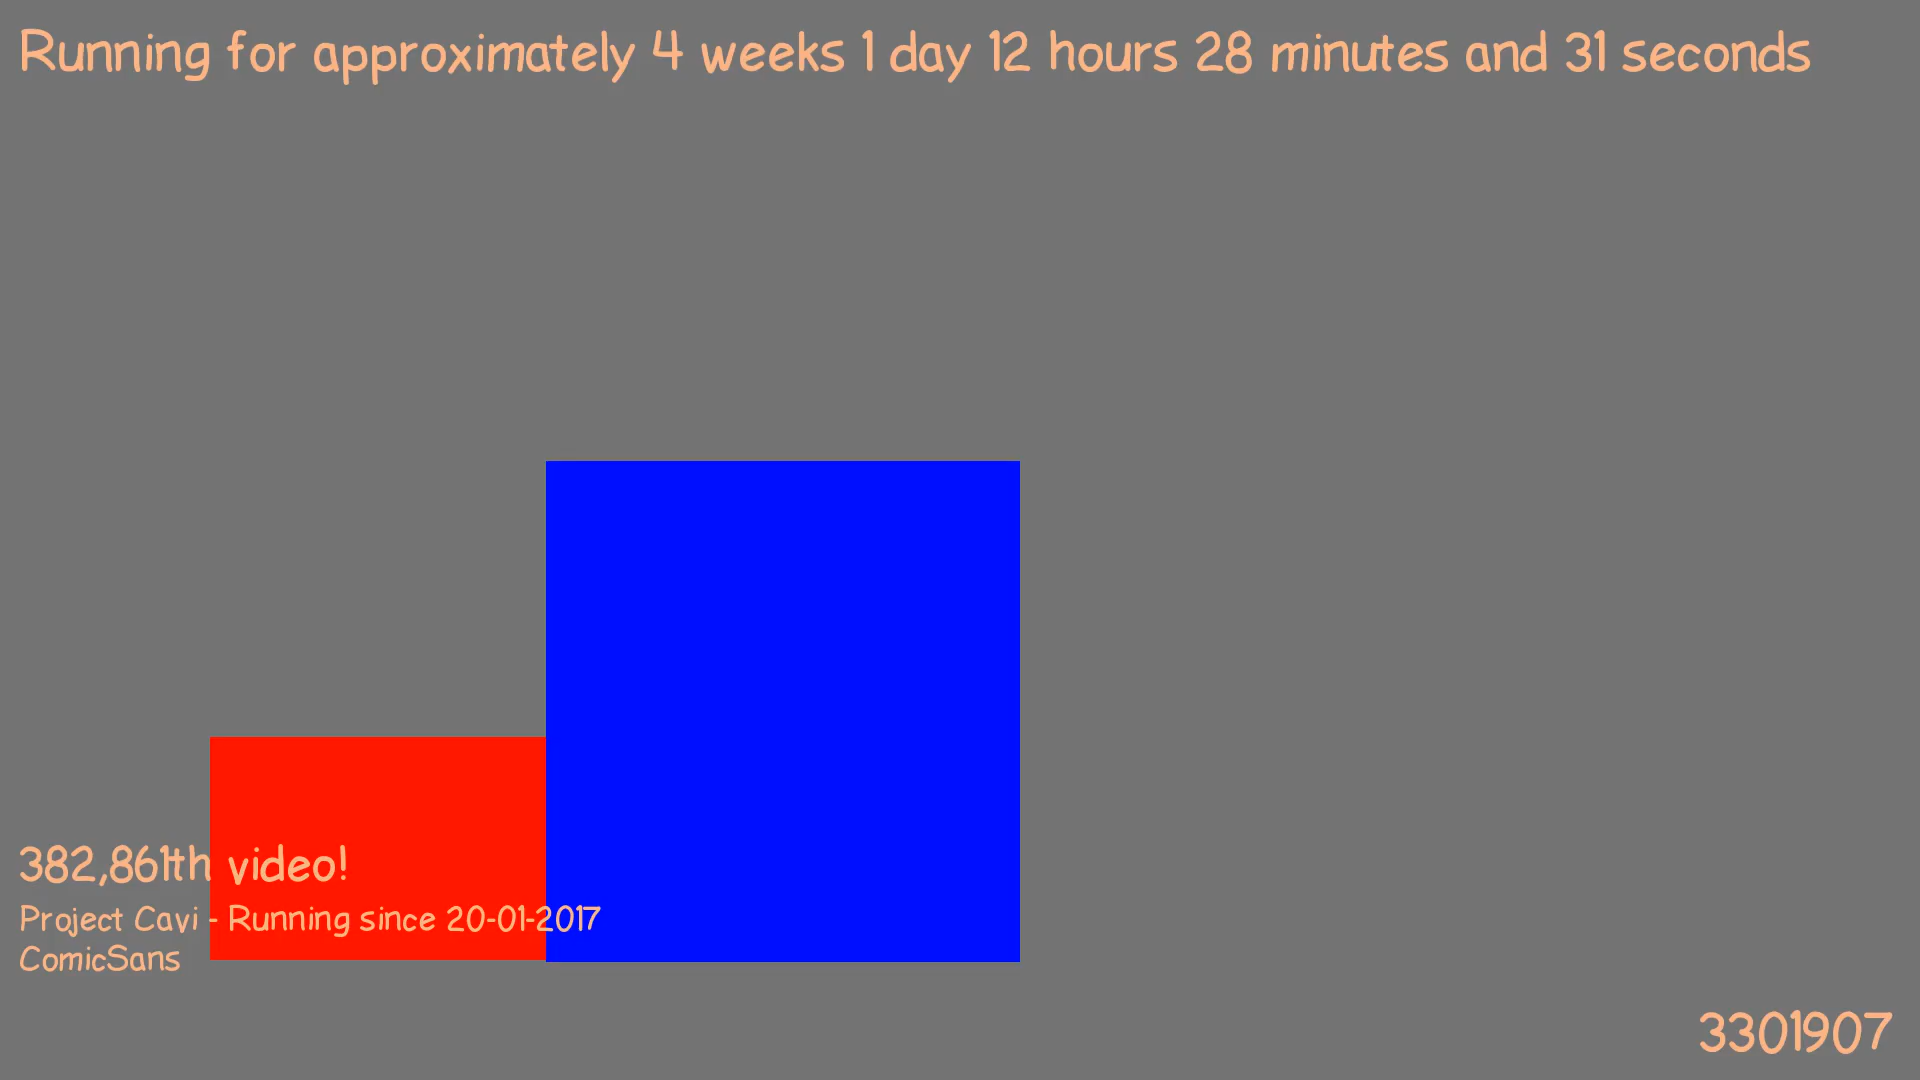 Running for approximately 4 weeks 1 day 12 hours 28 minutes and 31 seconds
382,861th video!
Project Cavi - Running since 20-01-2017
ComicSans
3301907